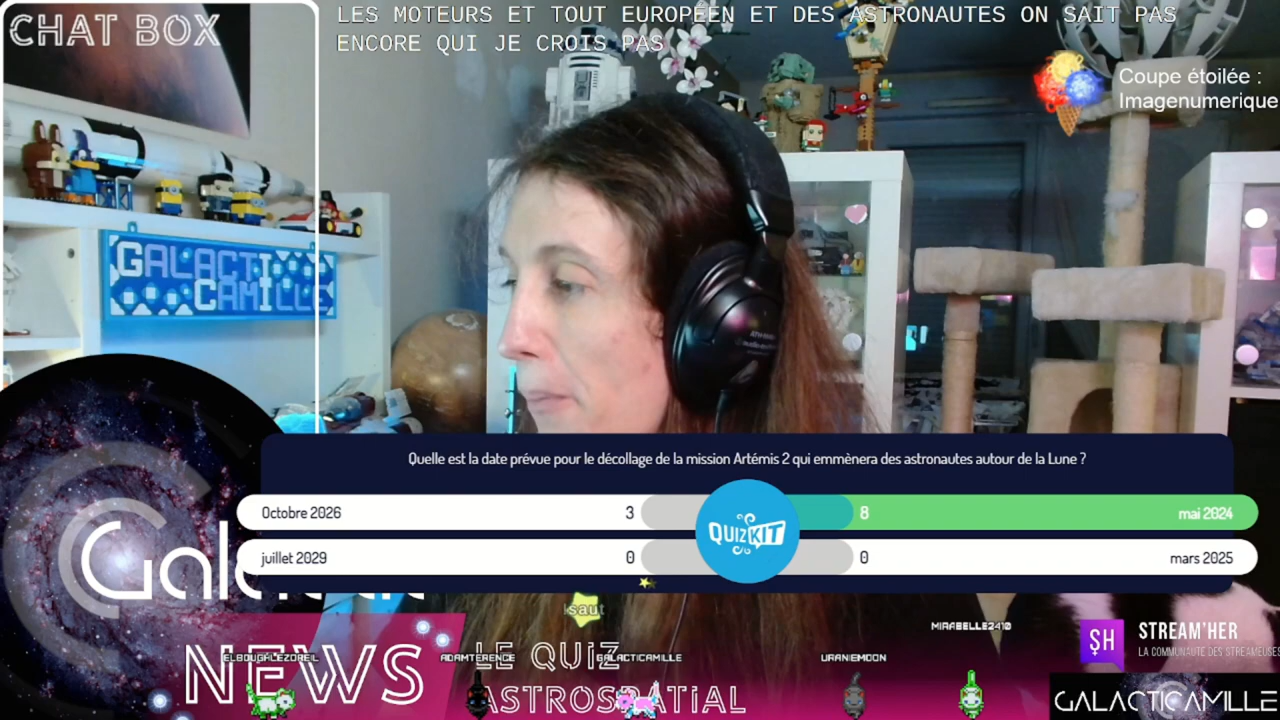 CHAT BOX
LES MOTEURS ET TOUT EUROPÉEN ET DES ASTRONAUTES ON SAIT PAS
ENCORE QUI JE CROIS PAS
Coupe étoilée :
Imagenumerique
GALACTI
CAMILLE
Quelle est la date prévue pour le décollage de la mission Artémis 2 qui emmènera des astronautes autour de la Lune ?
Octobre 2026 3 8 mai 2024
QUIZKIT
juillet 2029 0 0 mars 2025
saut
NEWS
LE QUIZ
ASTROSPATIAL
ELBOUGALEZOREIL
ADAMTERENCE
GALACTICAMILLE
URANIEMOON
MIRABELLE2410
SH
STREAM'HER
LA COMMUNAUTÉ DES STREAMEUSES
GALACTICAMILLE